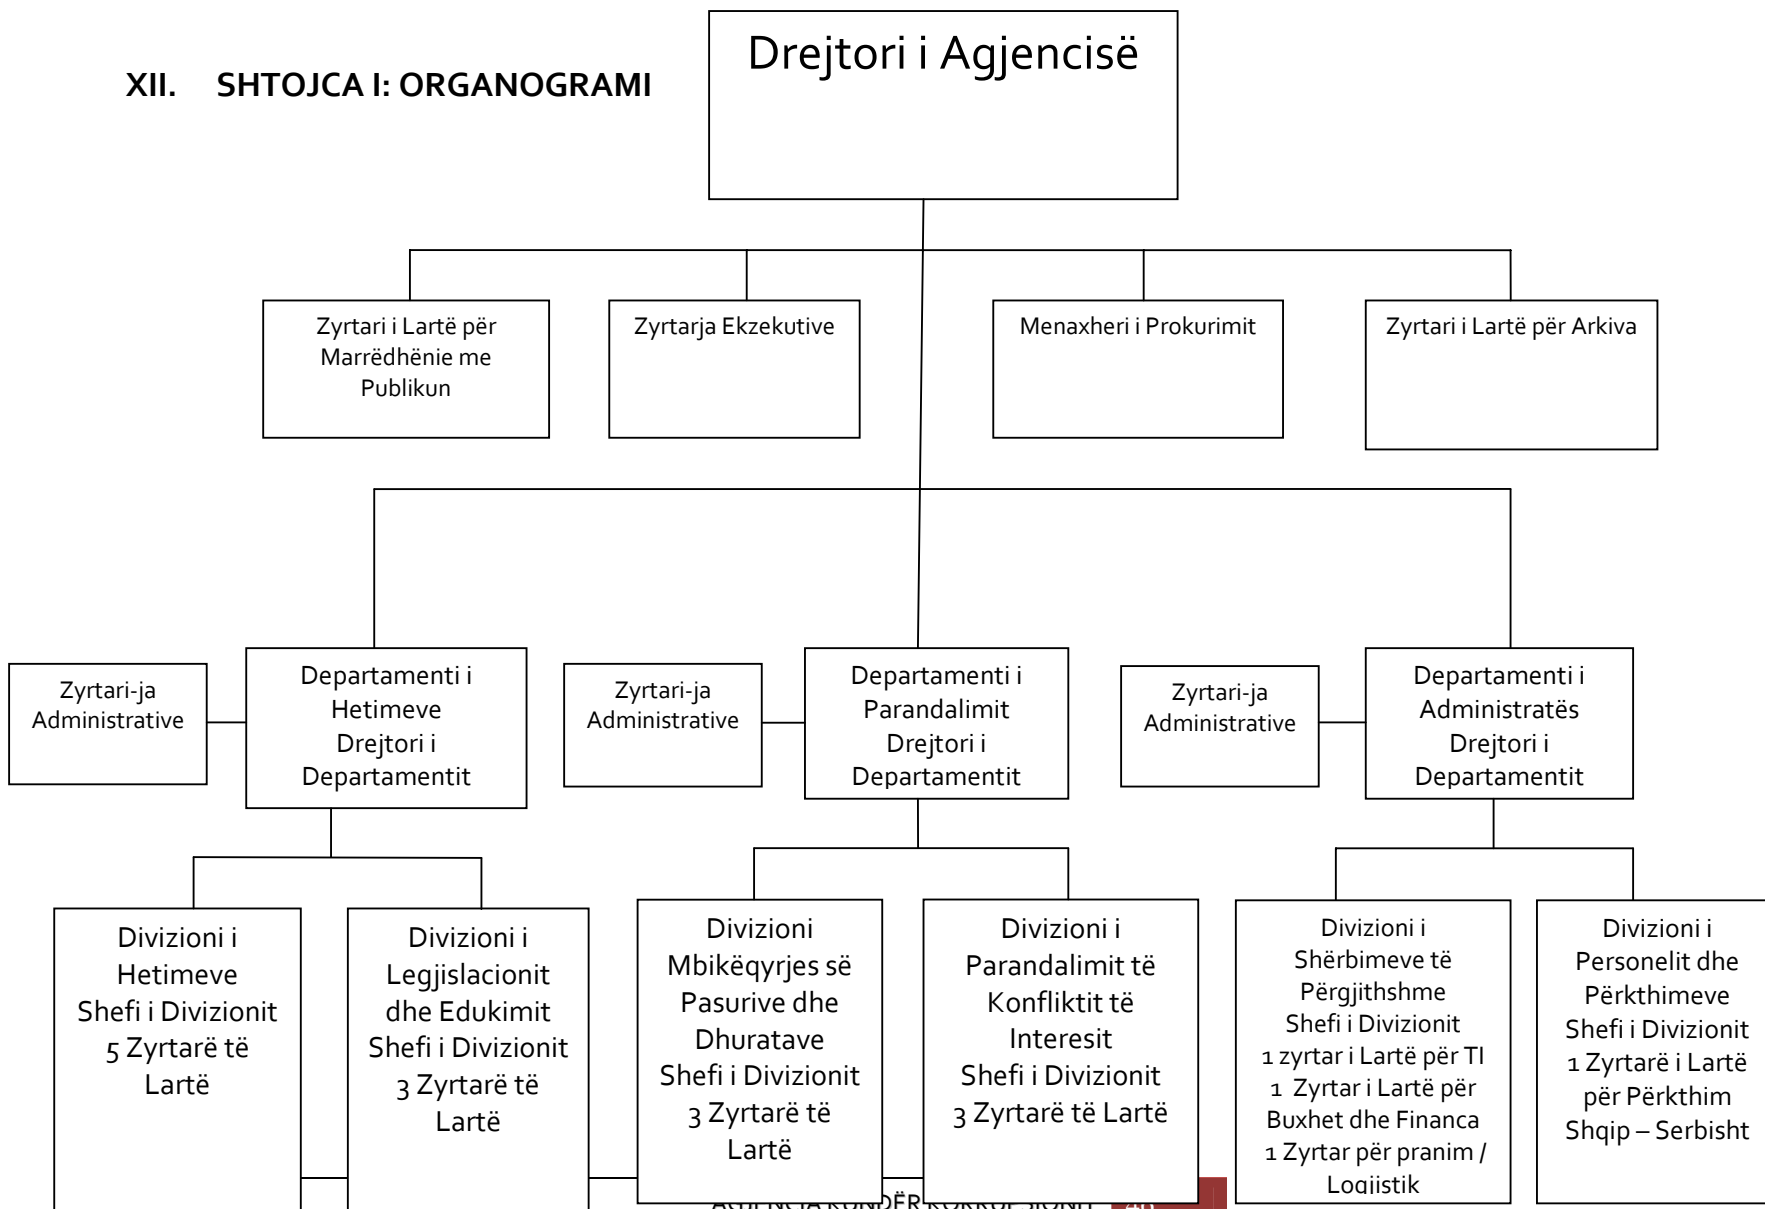 Drejtori i Agjencisë
XII. SHTOJCA I: ORGANOGRAMI
Zyrtari i Lartë për
Marrëdhënie me
Publikun
Zyrtarja Ekzekutive
Menaxheri i Prokurimit
Zyrtari i Lartë për Arkiva
Zyrtari-ja
Administrative
Departamenti i
Hetimeve
Drejtori i
Departamentit
Zyrtari-ja
Administrative
Departamenti i
Parandalimit
Drejtori i
Departamentit
Zyrtari-ja
Administrative
Departamenti i
Administratës
Drejtori i
Departamentit
Divizioni i
Hetimeve
Shefi i Divizionit
5 Zyrtarë të
Lartë
Divizioni i
Legjislacionit
dhe Edukimit
Shefi i Divizionit
3 Zyrtarë të
Lartë
Divizioni
Mbikëqyrjes së
Pasurive dhe
Dhuratave
Shefi i Divizionit
3 Zyrtarë të
Lartë
Divizioni i
Parandalimit të
Konfliktit të
Interesit
Shefi i Divizionit
3 Zyrtarë të Lartë
Divizioni i
Shërbimeve të
Përgjithshme
Shefi i Divizionit
1 zyrtar i Lartë për TI
1 Zyrtar i Lartë për
Buxhet dhe Financa
1 Zyrtar për pranim /
Logjistik
Divizioni i
Personelit dhe
Përkthimeve
Shefi i Divizionit
1 Zyrtarë i Lartë
për Përkthim
Shqip – Serbisht
AGJENCIA KUNDËR KORRUPSIONIT